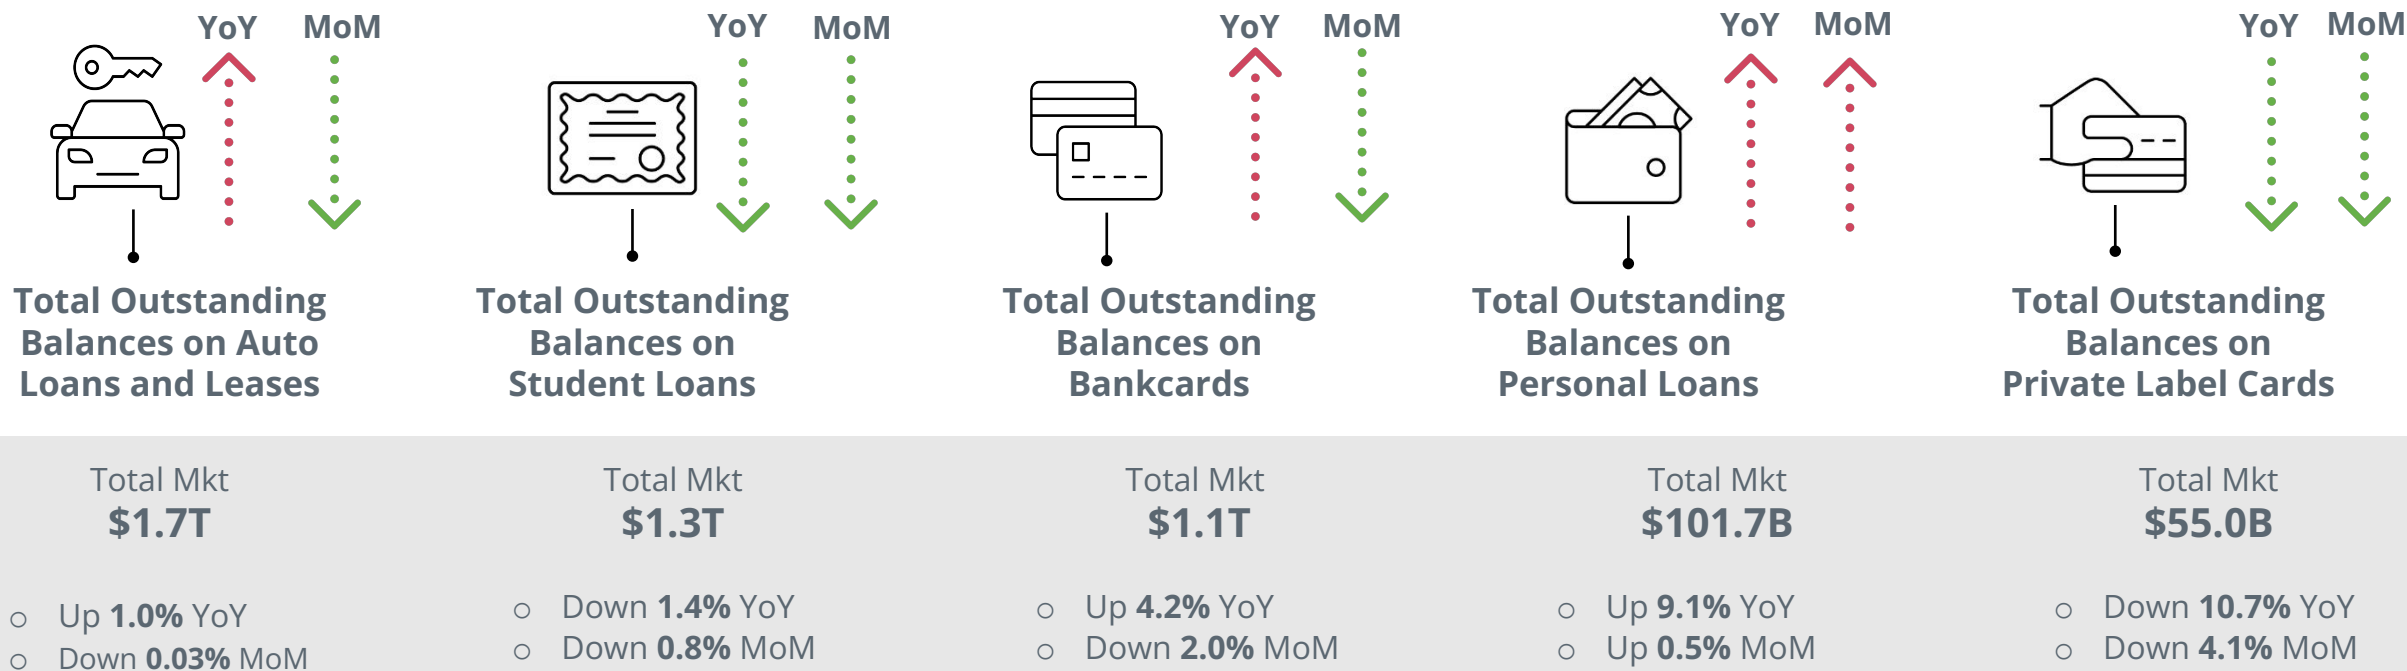 YoY MoM
Total Outstanding
Balances on Auto
Loans and Leases
Total Mkt
$1.7T
○ Up 1.0% YoY
○ Down 0.03% MoM
YoY MoM
Total Outstanding
Balances on
Student Loans
Total Mkt
$1.3T
○ Down 1.4% YoY
○ Down 0.8% MoM
YoY MoM
Total Outstanding
Balances on
Bankcards
Total Mkt
$1.1T
○ Up 4.2% YoY
○ Down 2.0% MoM
YoY MoM
Total Outstanding
Balances on
Personal Loans
Total Mkt
$101.7B
○ Up 9.1% YoY
○ Up 0.5% MoM
YoY MoM
Total Outstanding
Balances on
Private Label Cards
Total Mkt
$55.0B
○ Down 10.7% YoY
○ Down 4.1% MoM